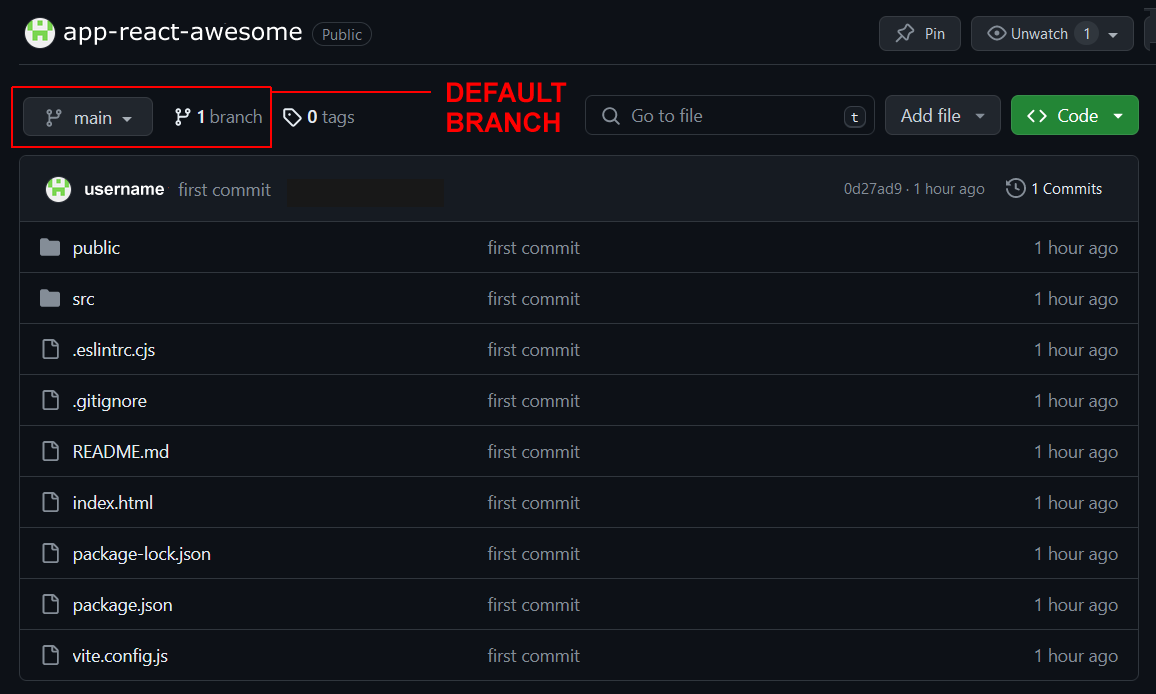 app-react-awesome Public Pin Unwatch 1
main 1 branch 0 tags DEFAULT BRANCH Go to file t Add file Code
username first commit 0d27ad9 · 1 hour ago 1 Commits
public first commit 1 hour ago
src first commit 1 hour ago
.eslintrc.cjs first commit 1 hour ago
.gitignore first commit 1 hour ago
README.md first commit 1 hour ago
index.html first commit 1 hour ago
package-lock.json first commit 1 hour ago
package.json first commit 1 hour ago
vite.config.js first commit 1 hour ago